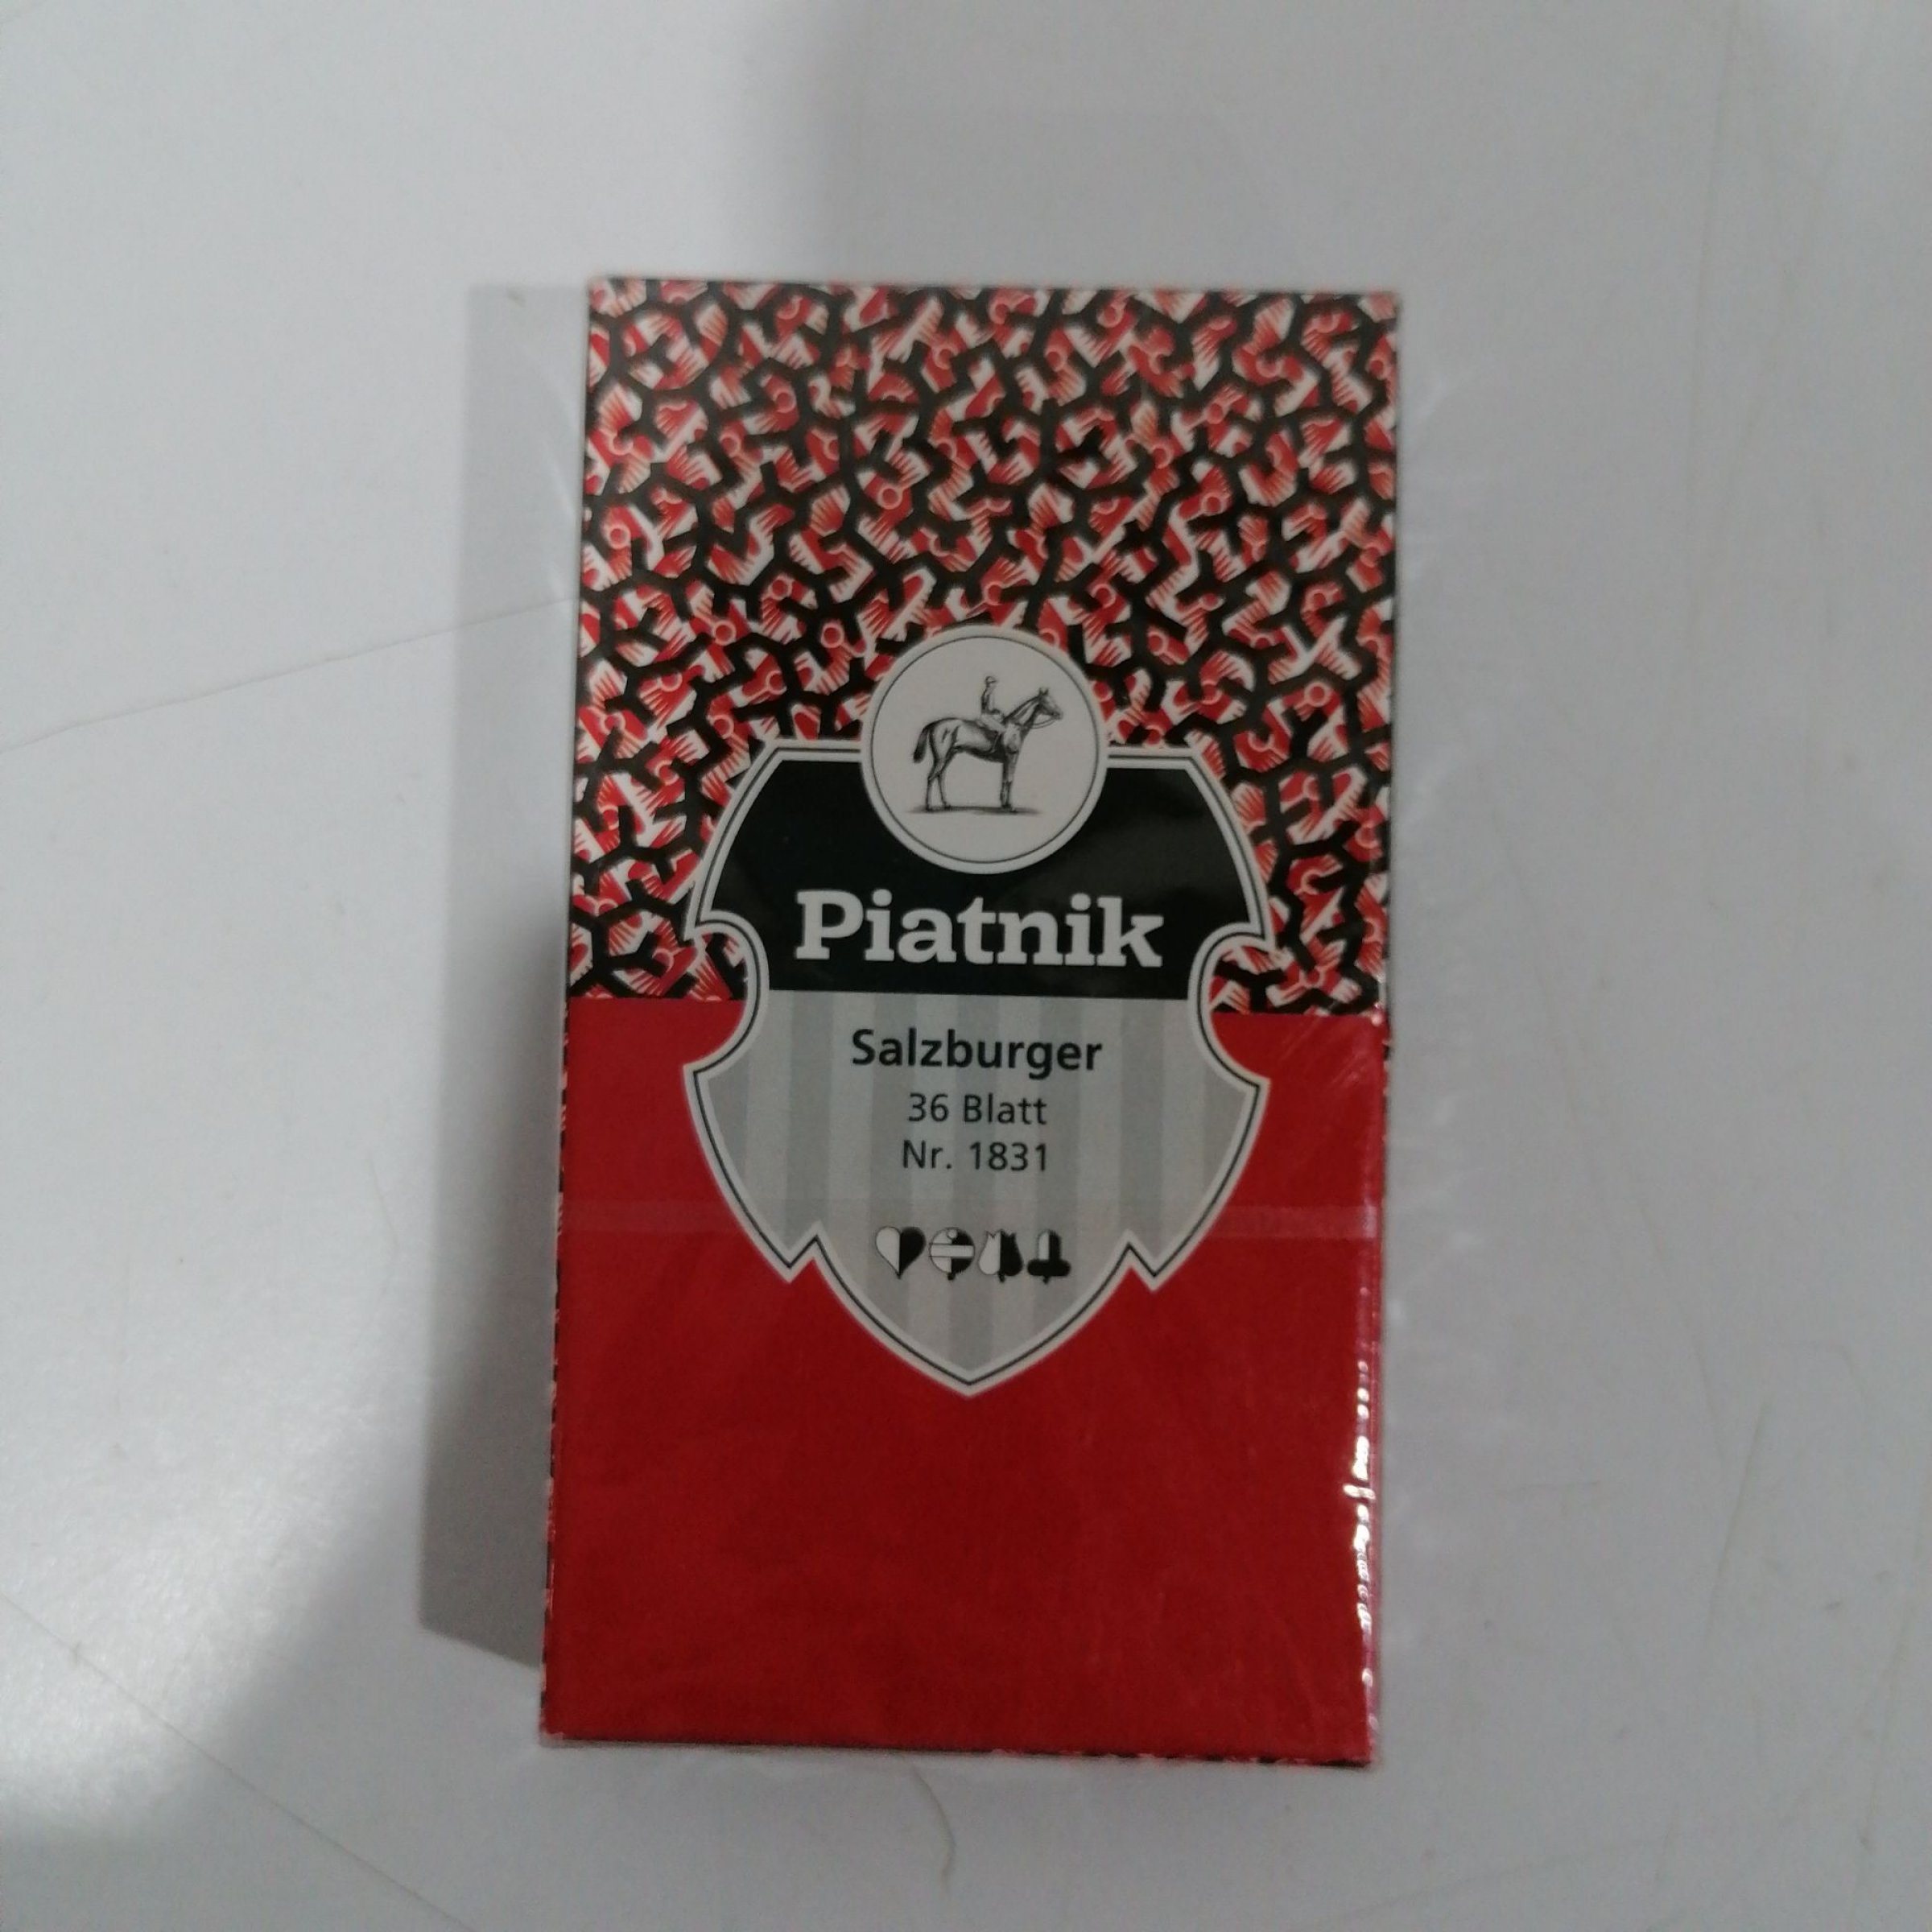 Piatnik
Salzburger
36 Blatt
Nr. 1831